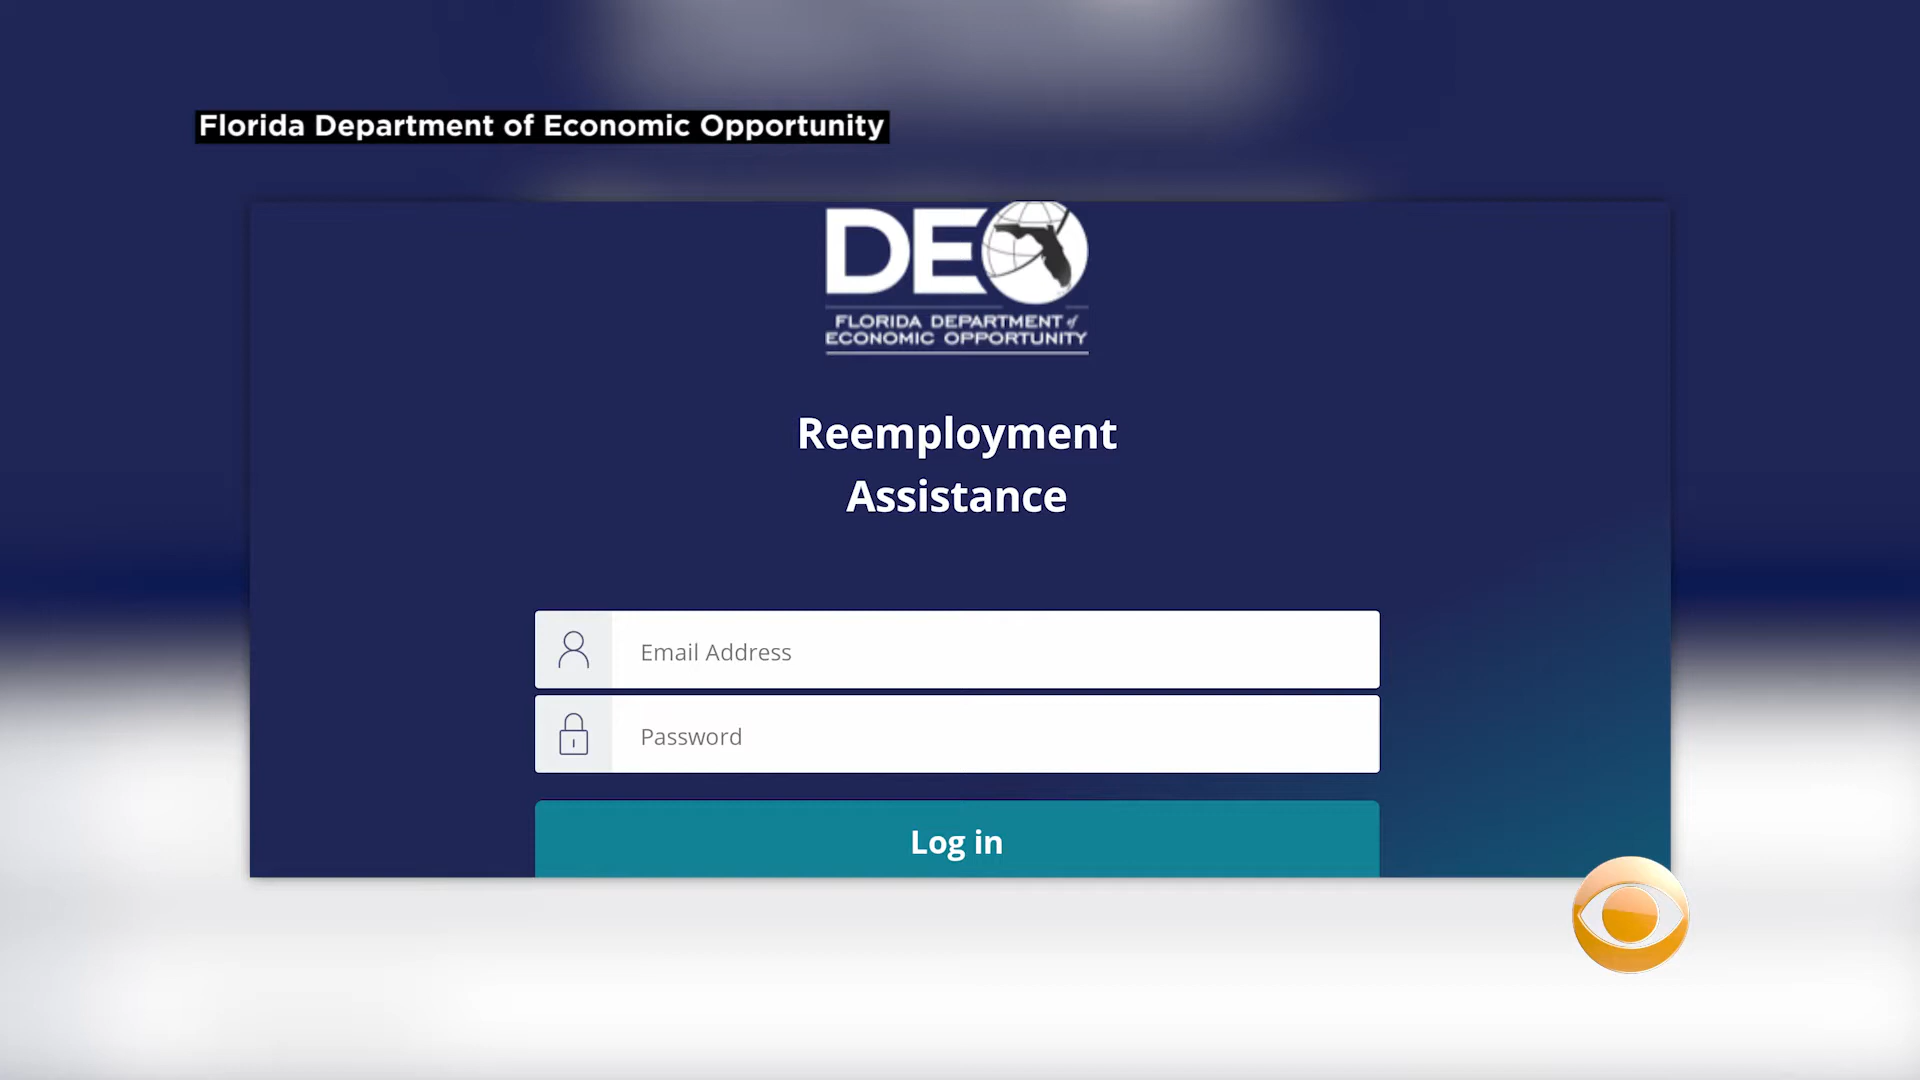 Florida Department of Economic Opportunity
DEO
FLORIDA DEPARTMENT of
ECONOMIC OPPORTUNITY
Reemployment
Assistance
Email Address
Password
Log in